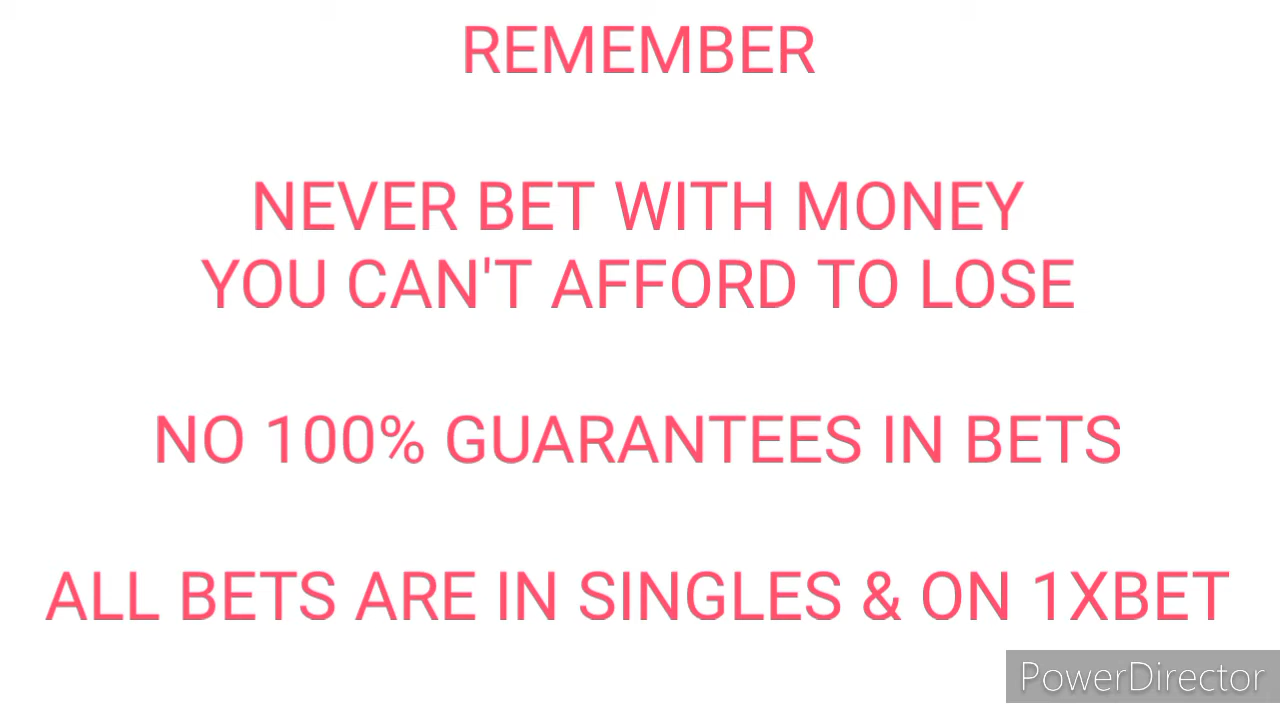 REMEMBER
NEVER BET WITH MONEY
YOU CAN'T AFFORD TO LOSE
NO 100% GUARANTEES IN BETS
ALL BETS ARE IN SINGLES & ON 1XBET
PowerDirector